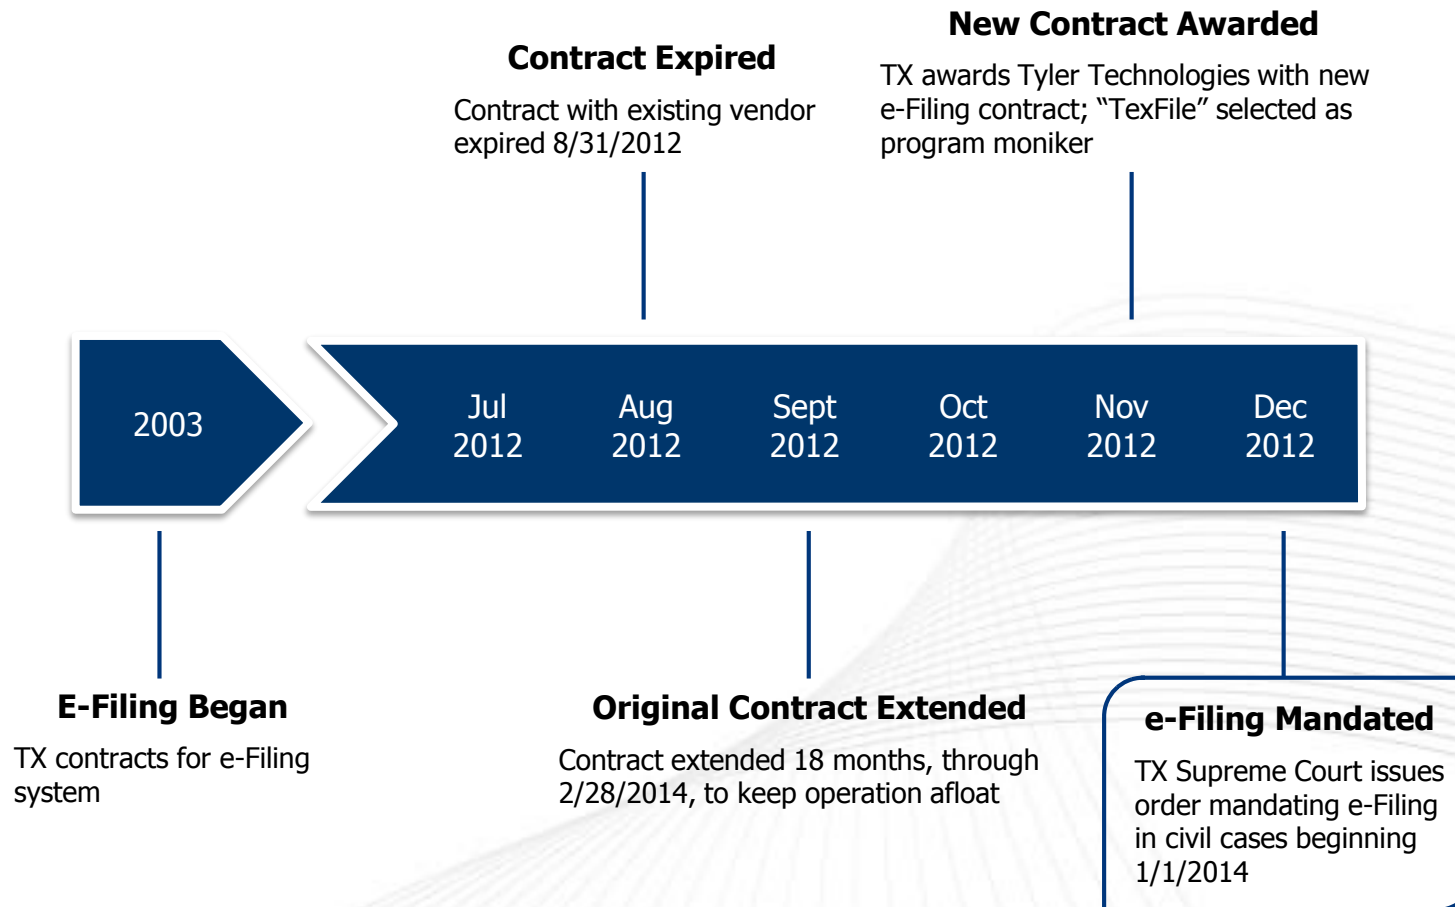 New Contract Awarded
TX awards Tyler Technologies with new
e-Filing contract; “TexFile” selected as
program moniker
Contract Expired
Contract with existing vendor
expired 8/31/2012
2003
Jul
2012
Aug
2012
Sept
2012
Oct
2012
Nov
2012
Dec
2012
E-Filing Began
TX contracts for e-Filing
system
Original Contract Extended
Contract extended 18 months, through
2/28/2014, to keep operation afloat
e-Filing Mandated
TX Supreme Court issues
order mandating e-Filing
in civil cases beginning
1/1/2014